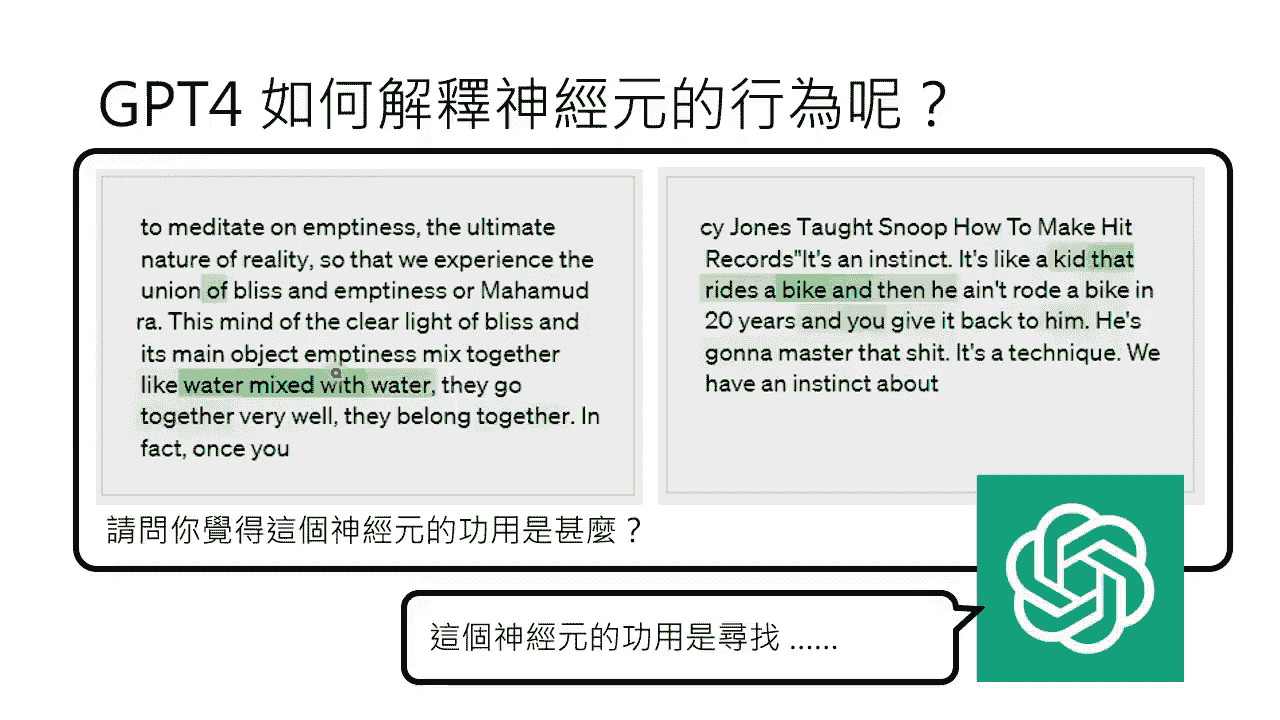 GPT4 如何解釋神經元的行為呢？
to meditate on emptiness, the ultimate
nature of reality, so that we experience the
union of bliss and emptiness or Mahamud
ra. This mind of the clear light of bliss and
its main object emptiness mix together
like water mixed with water, they go
together very well, they belong together. In
fact, once you
cy Jones Taught Snoop How To Make Hit
Records"It's an instinct. It's like a kid that
rides a bike and then he ain't rode a bike in
20 years and you give it back to him. He's
gonna master that shit. It's a technique. We
have an instinct about
請問你覺得這個神經元的功用是甚麼？
這個神經元的功用是尋找 ......